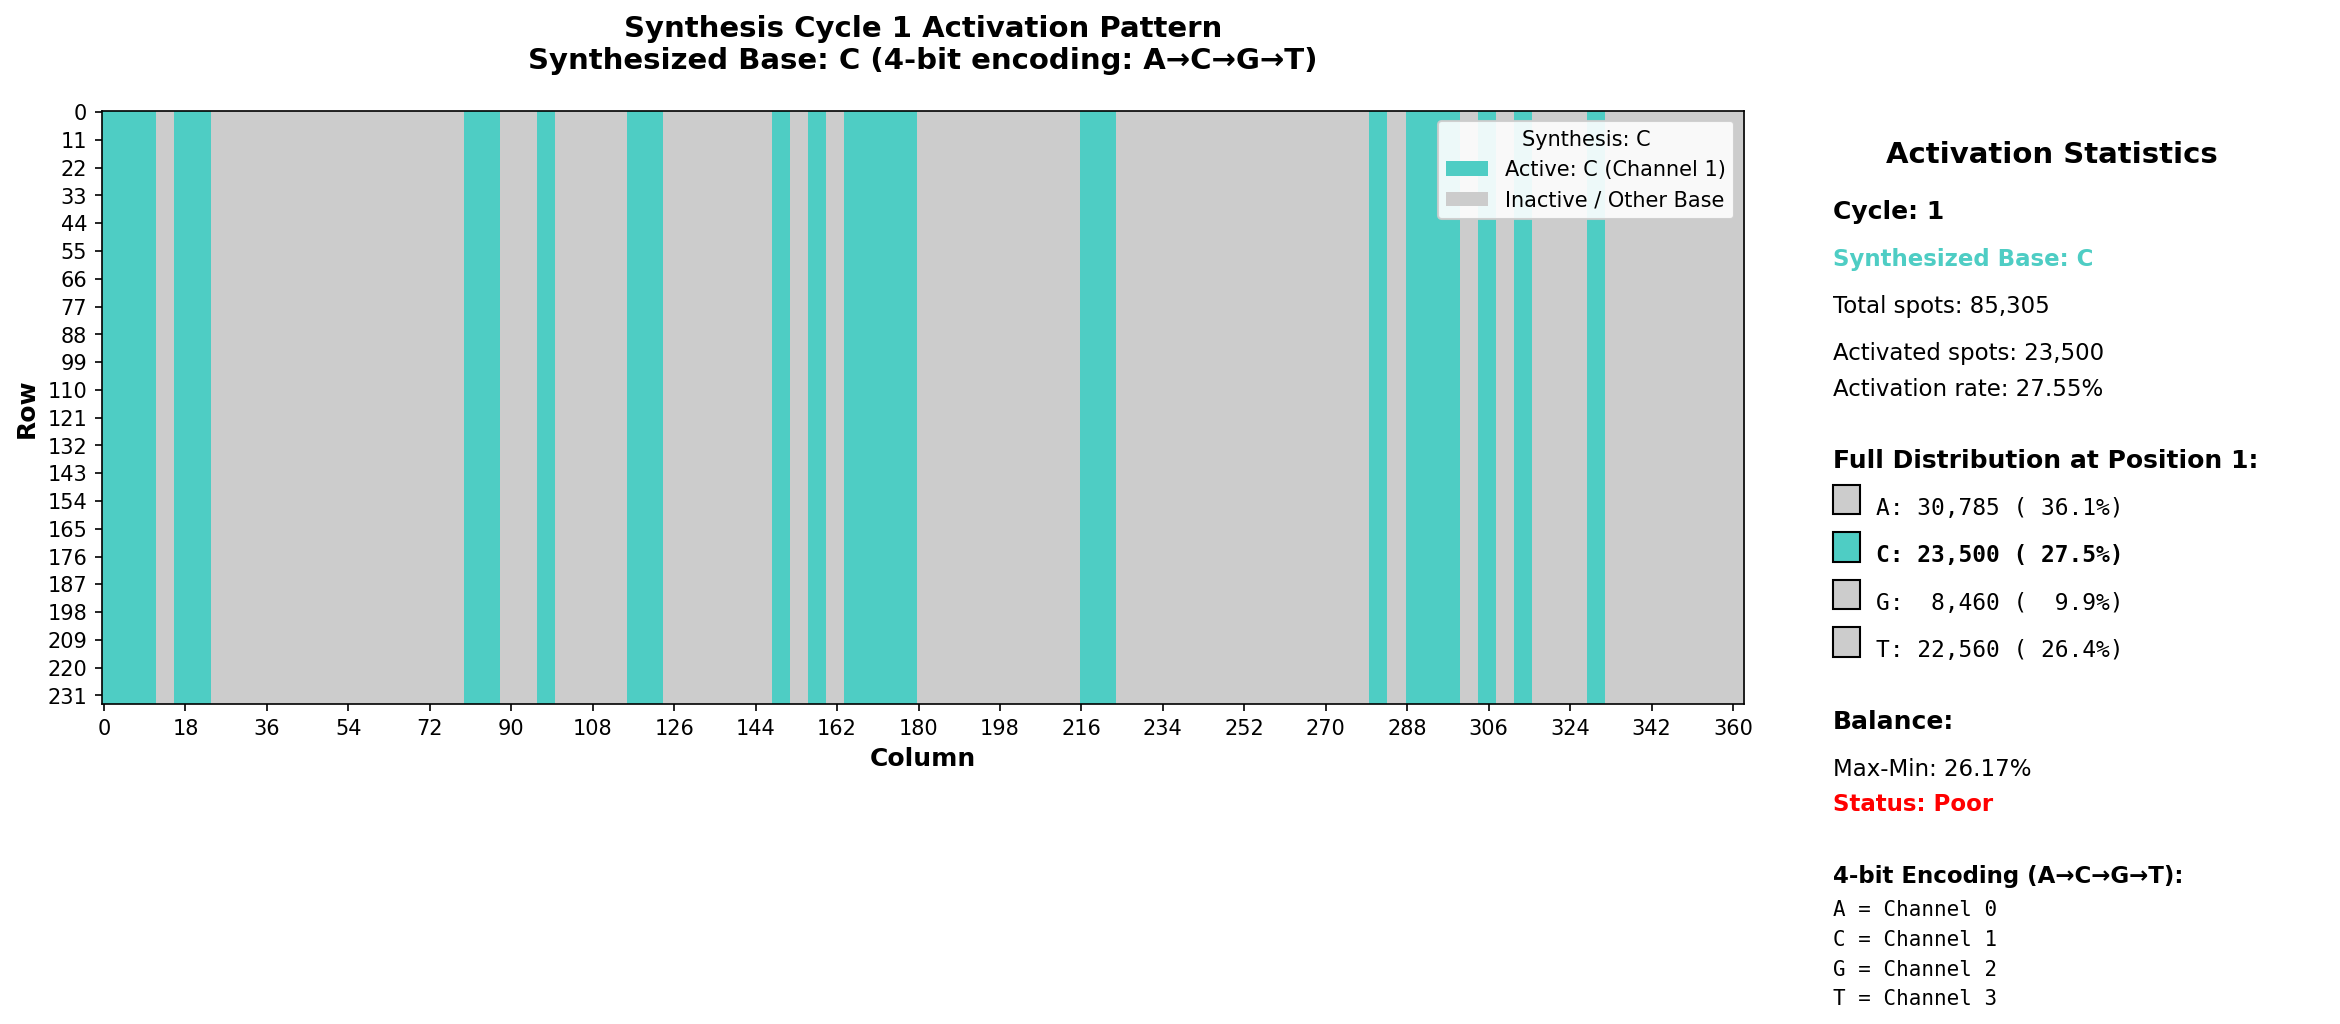 Synthesis Cycle 1 Activation Pattern
Synthesized Base: C (4-bit encoding: A→C→G→T)
0
11
22
33
44
55
66
77
88
99
110
121
132
143
154
165
176
187
198
209
220
231
Row
0 18 36 54 72 90 108 126 144 162 180 198 216 234 252 270 288 306 324 342 360
Column
Synthesis: C
Active: C (Channel 1)
Inactive / Other Base
Activation Statistics
Cycle: 1
Synthesized Base: C
Total spots: 85,305
Activated spots: 23,500
Activation rate: 27.55%
Full Distribution at Position 1:
A: 30,785 ( 36.1%)
C: 23,500 ( 27.5%)
G:  8,460 (  9.9%)
T: 22,560 ( 26.4%)
Balance:
Max-Min: 26.17%
Status: Poor
4-bit Encoding (A→C→G→T):
A = Channel 0
C = Channel 1
G = Channel 2
T = Channel 3